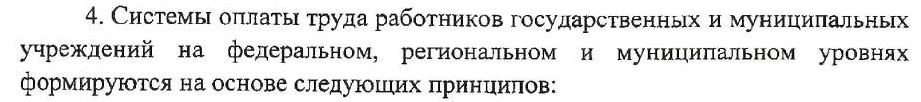 4. Системы оплаты труда работников государственных и муниципальных
учреждений на федеральном, региональном и муниципальном уровнях
формируются на основе следующих принципов: